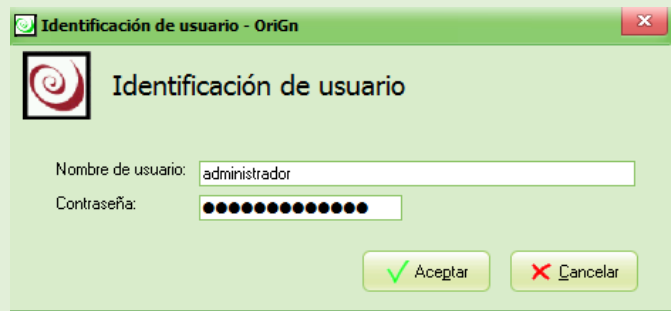 Identificación de usuario - OriGn
Identificación de usuario
Nombre de usuario: administrador
Contraseña: ●●●●●●●●●●●●●
Aceptar Cancelar